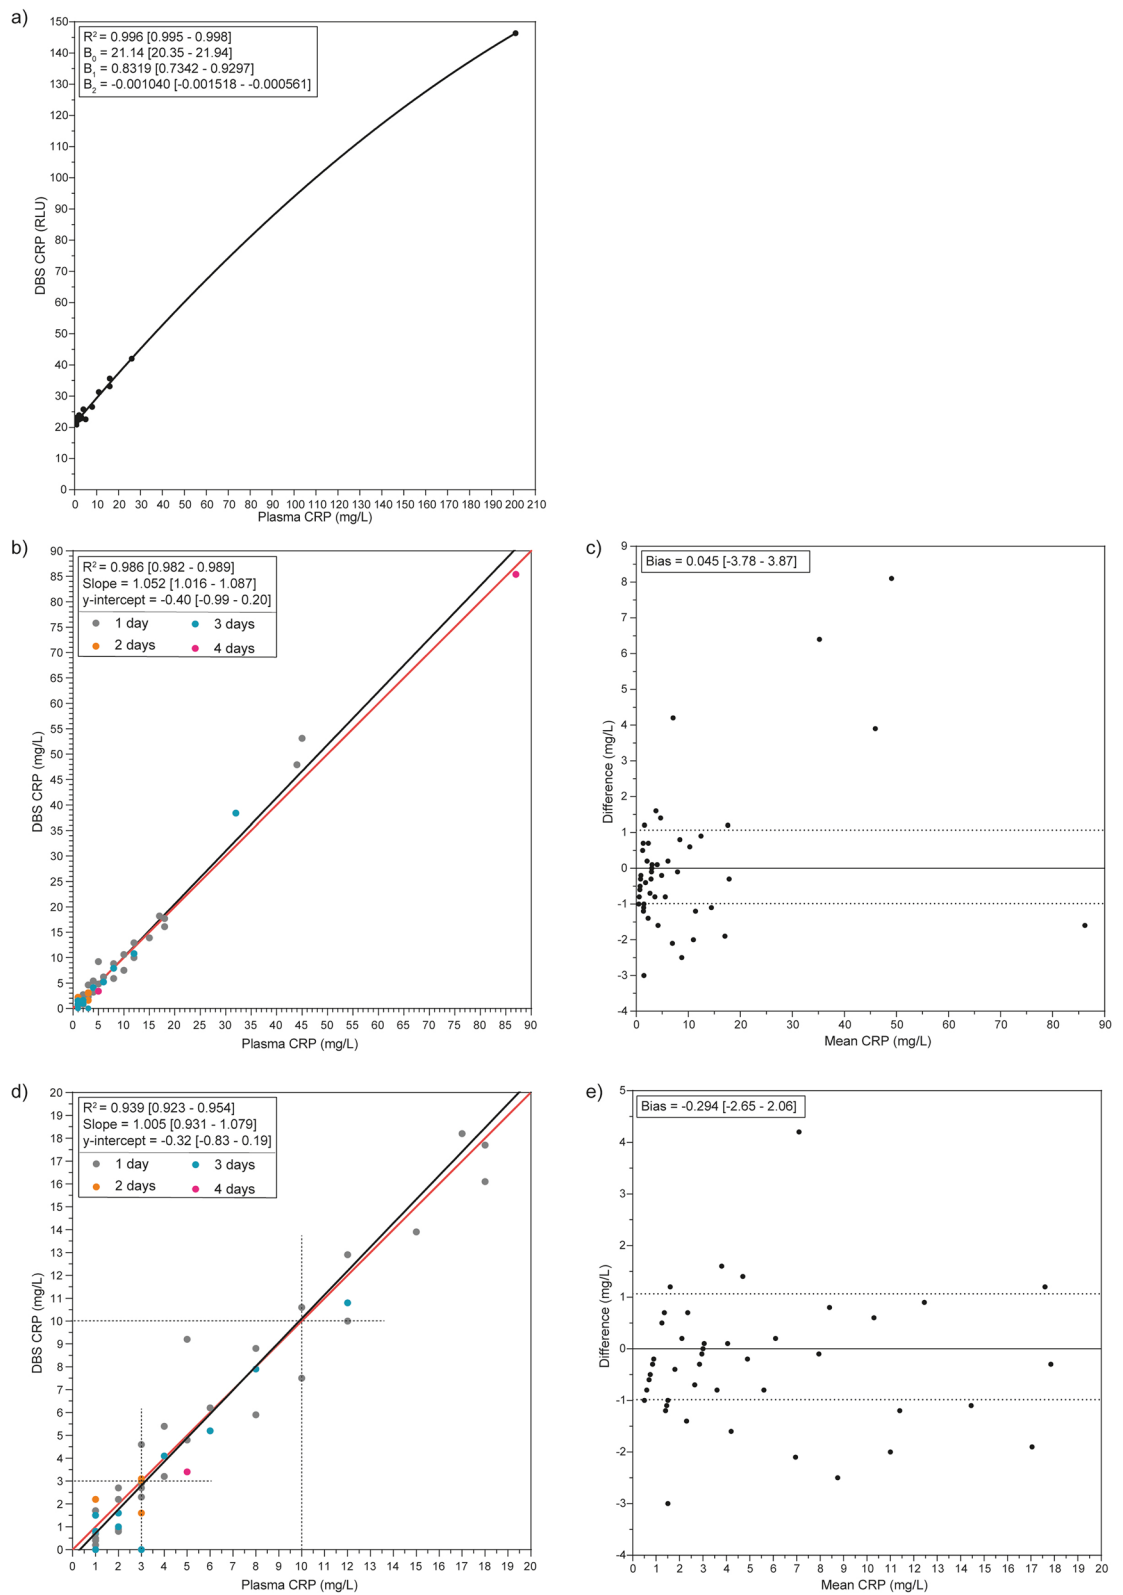 a)
R² = 0.996 [0.995 - 0.998]
B₀ = 21.14 [20.35 - 21.94]
B₁ = 0.8319 [0.7342 - 0.9297]
B₂ = -0.001040 [-0.001518 - -0.000561]
DBS CRP (RLU)
150
140
130
120
110
100
90
80
70
60
50
40
30
20
10
0
0 10 20 30 40 50 60 70 80 90 100 110 120 130 140 150 160 170 180 190 200 210
Plasma CRP (mg/L)
b)
R² = 0.986 [0.982 - 0.989]
Slope = 1.052 [1.016 - 1.087]
y-intercept = -0.40 [-0.99 - 0.20]
1 day 3 days
2 days 4 days
DBS CRP (mg/L)
90
85
80
75
70
65
60
55
50
45
40
35
30
25
20
15
10
5
0
0 5 10 15 20 25 30 35 40 45 50 55 60 65 70 75 80 85 90
Plasma CRP (mg/L)
c)
Bias = 0.045 [-3.78 - 3.87]
Difference (mg/L)
9
8
7
6
5
4
3
2
1
0
-1
-2
-3
-4
0 10 20 30 40 50 60 70 80 90
Mean CRP (mg/L)
d)
R² = 0.939 [0.923 - 0.954]
Slope = 1.005 [0.931 - 1.079]
y-intercept = -0.32 [-0.83 - 0.19]
1 day 3 days
2 days 4 days
DBS CRP (mg/L)
20
19
18
17
16
15
14
13
12
11
10
9
8
7
6
5
4
3
2
1
0
0 1 2 3 4 5 6 7 8 9 10 11 12 13 14 15 16 17 18 19 20
Plasma CRP (mg/L)
e)
Bias = -0.294 [-2.65 - 2.06]
Difference (mg/L)
5
4
3
2
1
0
-1
-2
-3
-4
0 1 2 3 4 5 6 7 8 9 10 11 12 13 14 15 16 17 18 19 20
Mean CRP (mg/L)